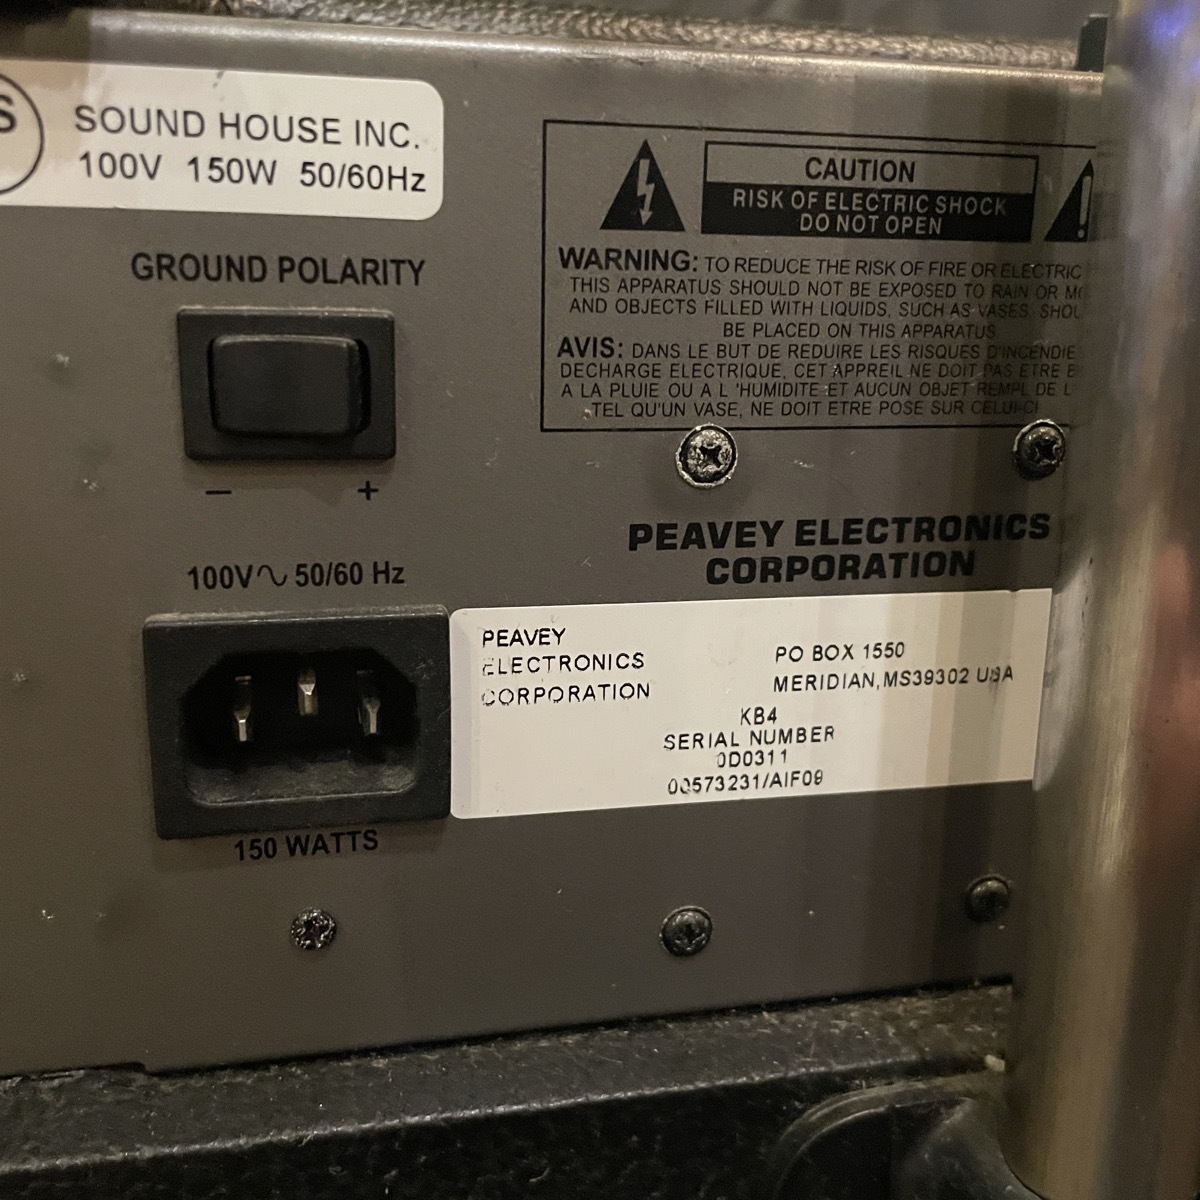 S
SOUND HOUSE INC.
100V 150W 50/60Hz
GROUND POLARITY
− +
100V∿ 50/60 Hz
150 WATTS
CAUTION
RISK OF ELECTRIC SHOCK
DO NOT OPEN
!
WARNING: TO REDUCE THE RISK OF FIRE OR ELECTRIC
THIS APPARATUS SHOULD NOT BE EXPOSED TO RAIN OR
AND OBJECTS FILLED WITH LIQUIDS, SUCH AS VASES, SHOU
BE PLACED ON THIS APPARATUS
AVIS: DANS LE BUT DE REDUIRE LES RISQUES D'INCENDIE
DECHARGE ELECTRIQUE, CET APPREIL NE DOIT PAS ETRE
A LA PLUIE OU A L 'HUMIDITE ET AUCUN OBJET REMPL DE L
TEL QU'UN VASE, NE DOIT ETRE POSE SUR CELUI-CI
PEAVEY ELECTRONICS
CORPORATION
PEAVEY
ELECTRONICS
CORPORATION
PO BOX 1550
MERIDIAN,MS39302 USA
KB4
SERIAL NUMBER
0D0311
00573231/AIF09